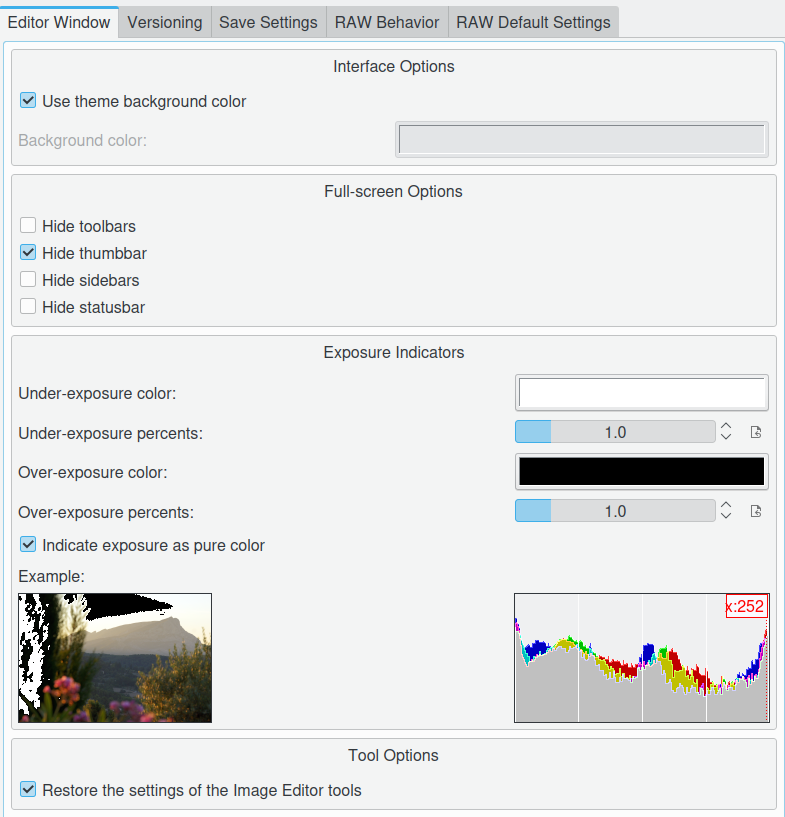 Editor Window Versioning Save Settings RAW Behavior RAW Default Settings
Interface Options
Use theme background color
Background color:
Full-screen Options
Hide toolbars
Hide thumbbar
Hide sidebars
Hide statusbar
Exposure Indicators
Under-exposure color:
Under-exposure percents: 1.0
Over-exposure color:
Over-exposure percents: 1.0
Indicate exposure as pure color
Example:
x:252
Tool Options
Restore the settings of the Image Editor tools